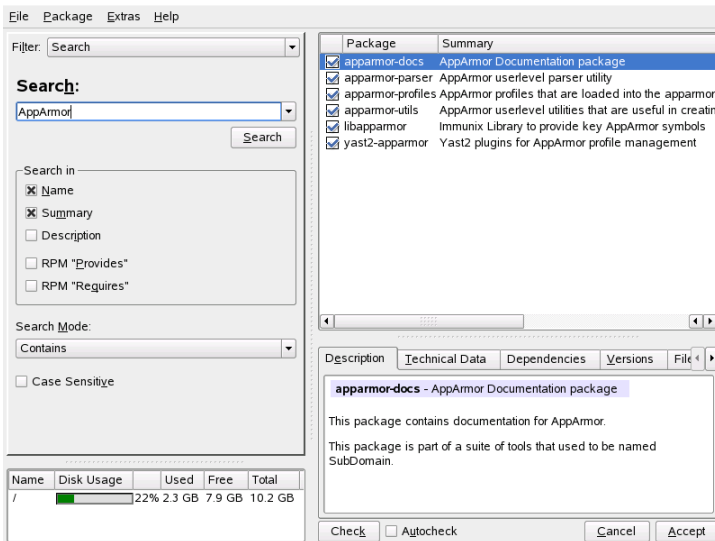 File Package Extras Help
Filter: Search
Search:
AppArmor
Search
Search in
Name
Summary
Description
RPM "Provides"
RPM "Requires"
Search Mode:
Contains
Case Sensitive
Name Disk Usage Used Free Total
/ 22% 2.3 GB 7.9 GB 10.2 GB
Package Summary
apparmor-docs AppArmor Documentation package
apparmor-parser AppArmor userlevel parser utility
apparmor-profiles AppArmor profiles that are loaded into the apparmor
apparmor-utils AppArmor userlevel utilities that are useful in creatin
libapparmor Immunix Library to provide key AppArmor symbols
yast2-apparmor Yast2 plugins for AppArmor profile management
Description Technical Data Dependencies Versions File
apparmor-docs - AppArmor Documentation package
This package contains documentation for AppArmor.
This package is part of a suite of tools that used to be named
SubDomain.
Check Autocheck Cancel Accept